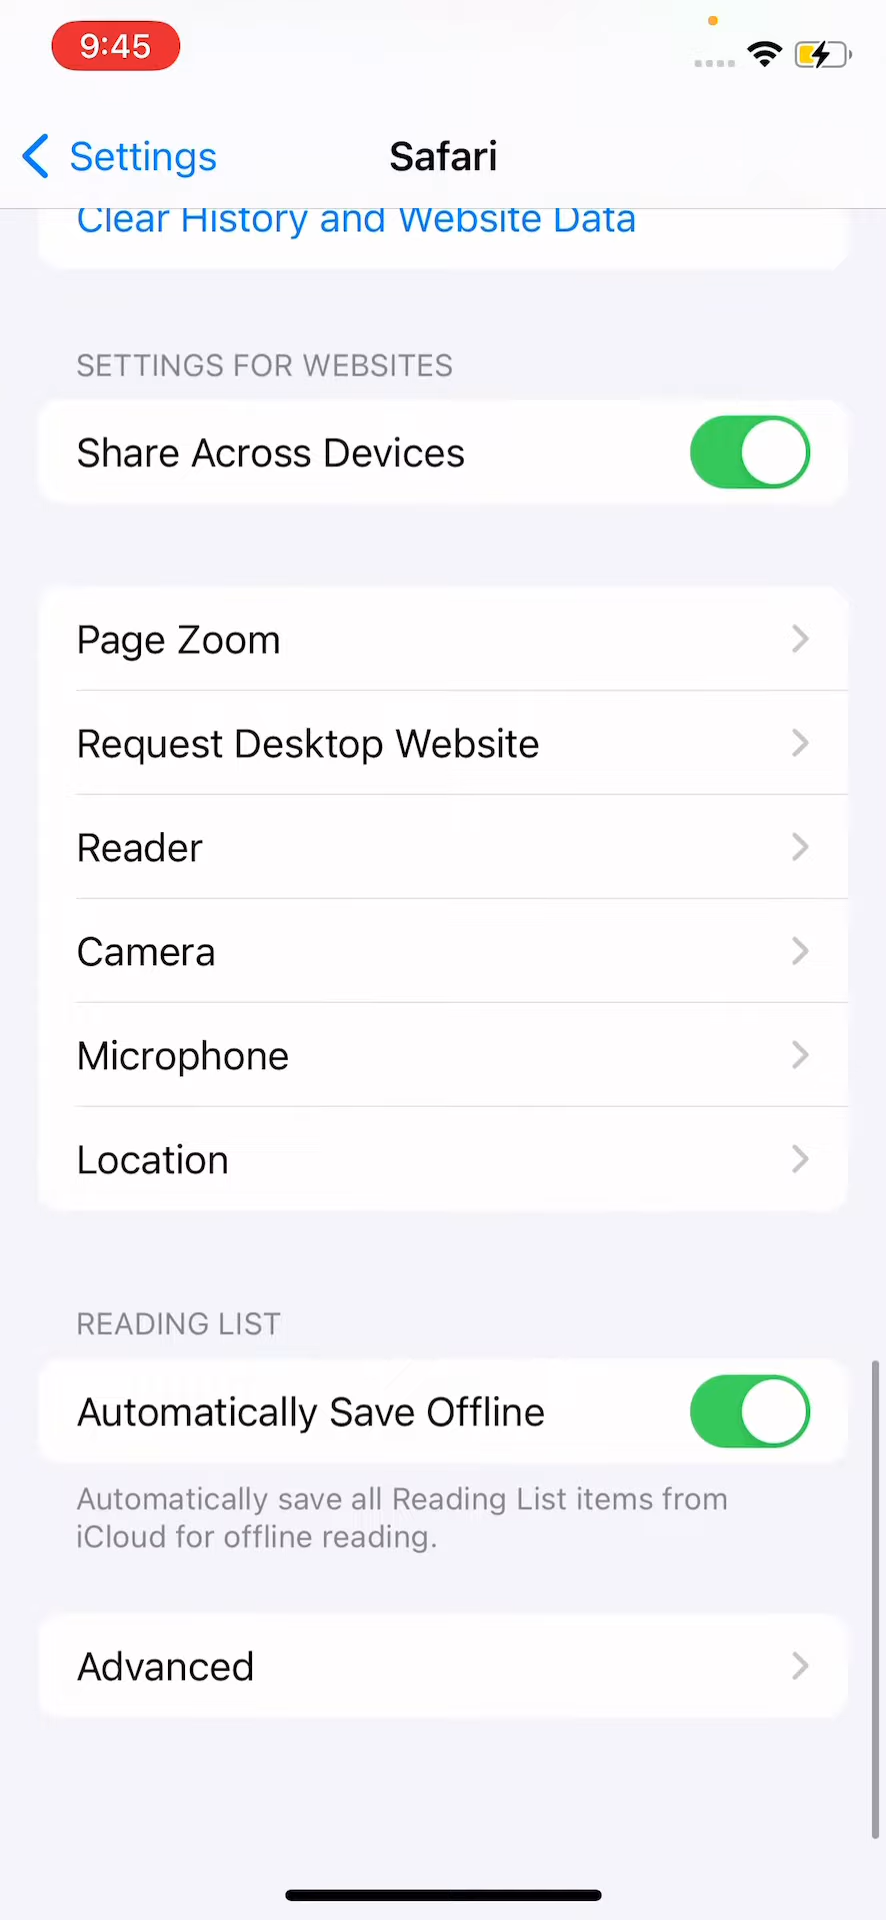 9:45
Settings
Safari
Clear History and Website Data
SETTINGS FOR WEBSITES
Share Across Devices
Page Zoom
Request Desktop Website
Reader
Camera
Microphone
Location
READING LIST
Automatically Save Offline
Automatically save all Reading List items from
iCloud for offline reading.
Advanced